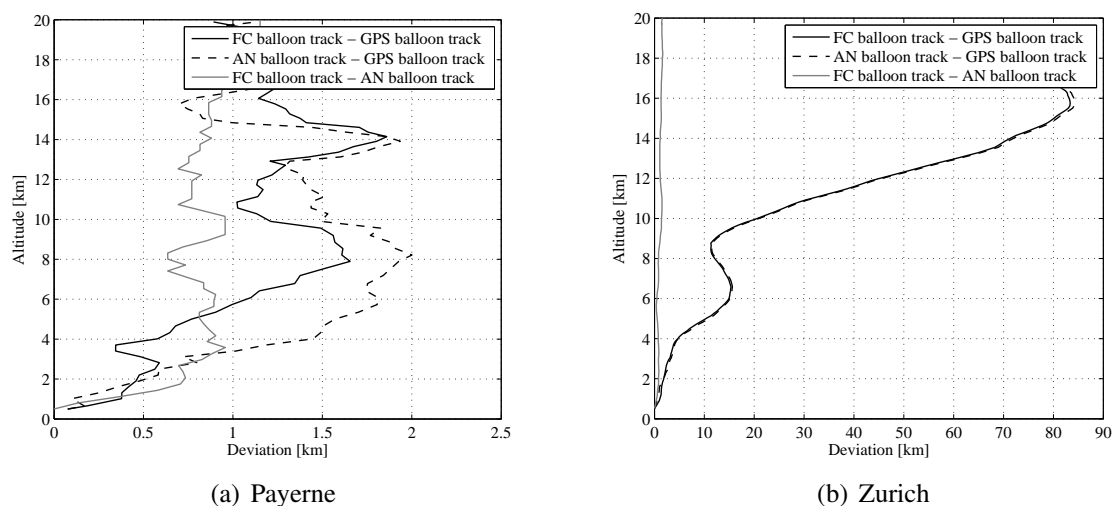 20
18
16
14
12
10
8
6
4
2
0
Altitude [km]
FC balloon track – GPS balloon track
AN balloon track – GPS balloon track
FC balloon track – AN balloon track
0 0.5 1 1.5 2 2.5
Deviation [km]
(a) Payerne
20
18
16
14
12
10
8
6
4
2
0
Altitude [km]
FC balloon track – GPS balloon track
AN balloon track – GPS balloon track
FC balloon track – AN balloon track
0 10 20 30 40 50 60 70 80 90
Deviation [km]
(b) Zurich